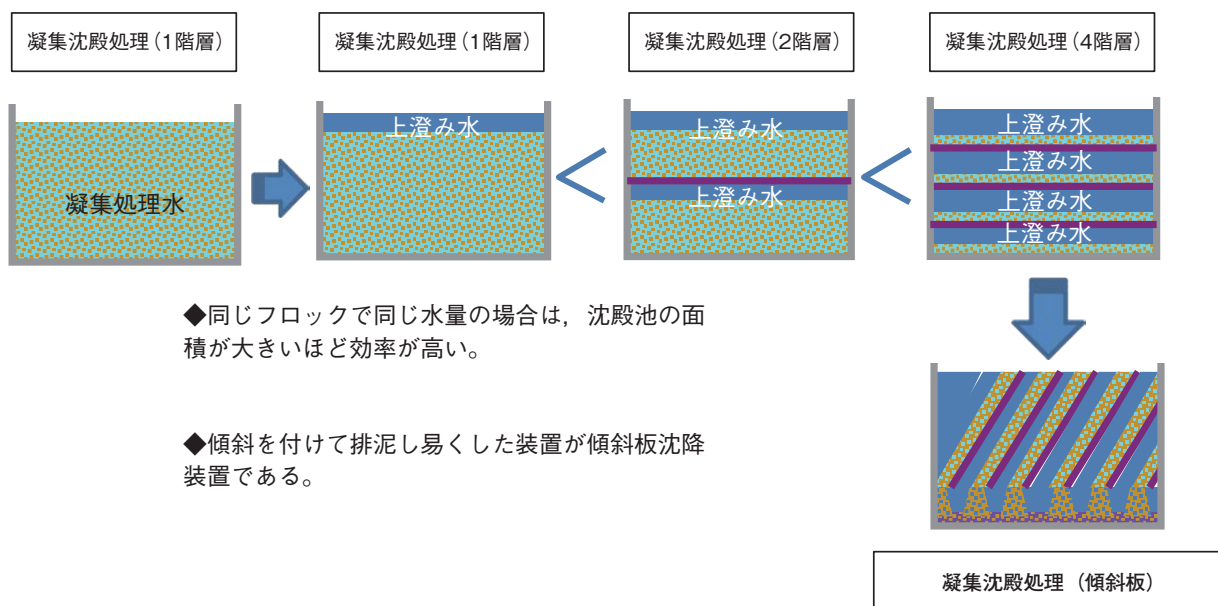 凝集沈殿処理(1階層)
凝集沈殿処理(1階層)
凝集沈殿処理(2階層)
凝集沈殿処理(4階層)
凝集処理水
上澄み水
上澄み水
上澄み水
上澄み水
上澄み水
上澄み水
上澄み水
◆同じフロックで同じ水量の場合は，沈殿池の面
積が大きいほど効率が高い。
◆傾斜を付けて排泥し易くした装置が傾斜板沈降
装置である。
凝集沈殿処理（傾斜板）